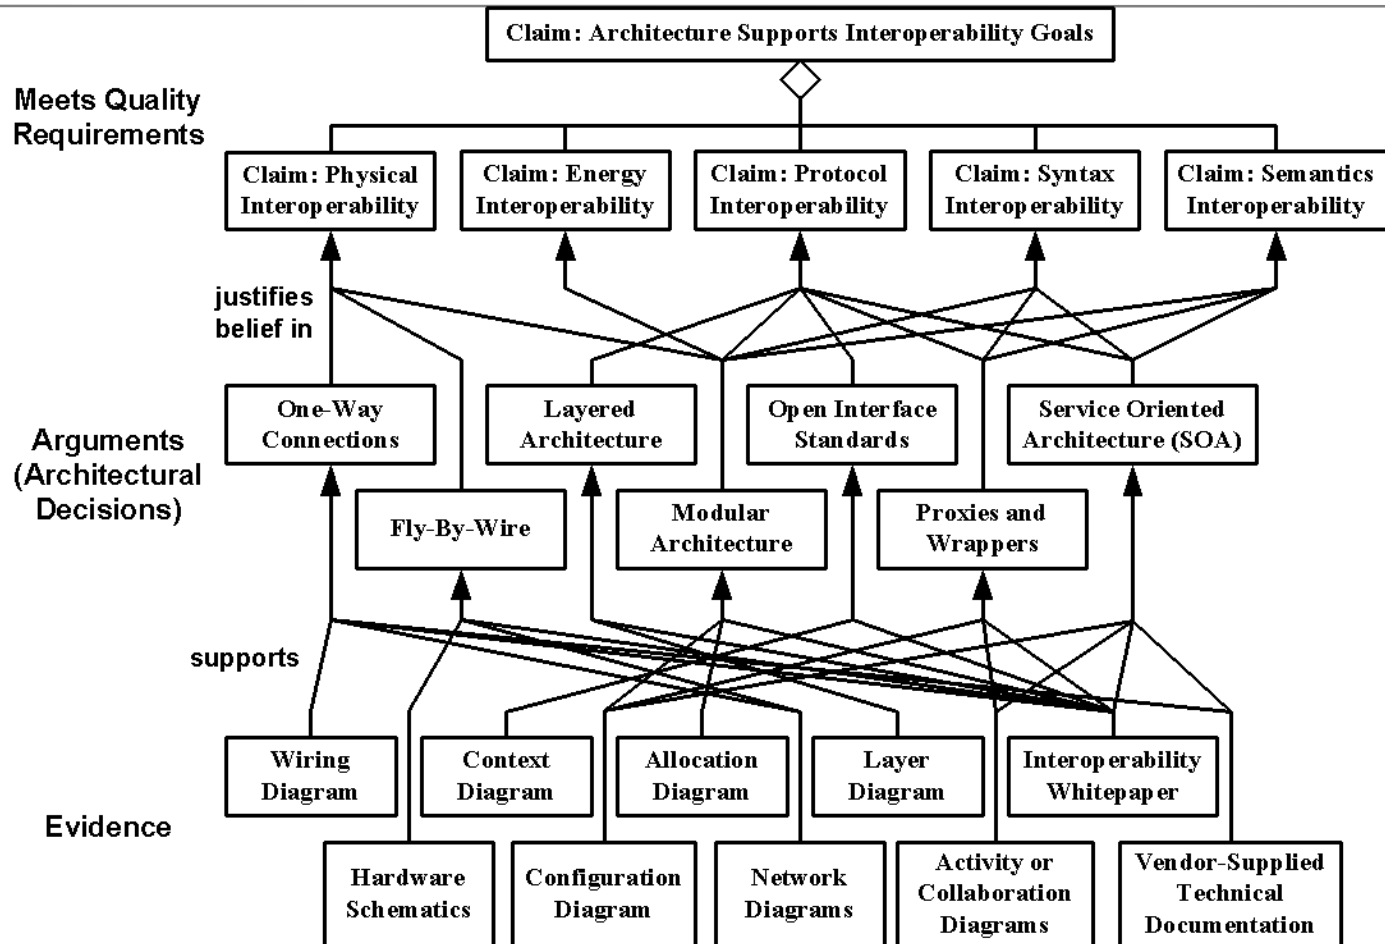 Claim: Architecture Supports Interoperability Goals
Meets Quality
Requirements
Claim: Physical
Interoperability
Claim: Energy
Interoperability
Claim: Protocol
Interoperability
Claim: Syntax
Interoperability
Claim: Semantics
Interoperability
justifies
belief in
Arguments
(Architectural
Decisions)
One-Way
Connections
Layered
Architecture
Open Interface
Standards
Service Oriented
Architecture (SOA)
Fly-By-Wire
Modular
Architecture
Proxies and
Wrappers
supports
Evidence
Wiring
Diagram
Context
Diagram
Allocation
Diagram
Layer
Diagram
Interoperability
Whitepaper
Hardware
Schematics
Configuration
Diagram
Network
Diagrams
Activity or
Collaboration
Diagrams
Vendor-Supplied
Technical
Documentation